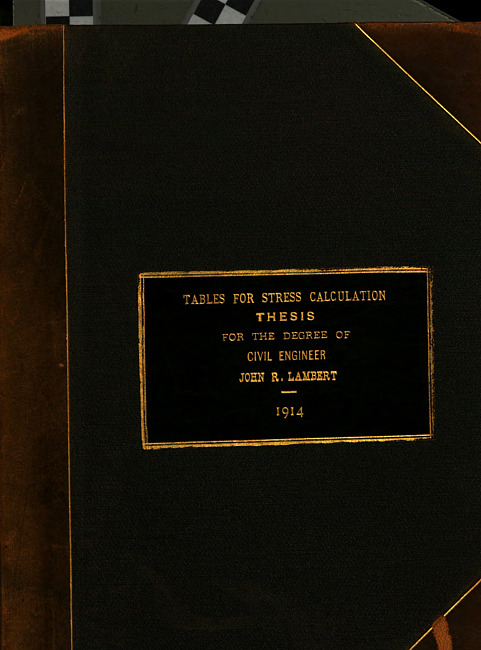 TABLES FOR STRESS CALCULATION
THESIS
FOR THE DEGREE OF
CIVIL ENGINEER
JOHN R. LAMBERT
1914